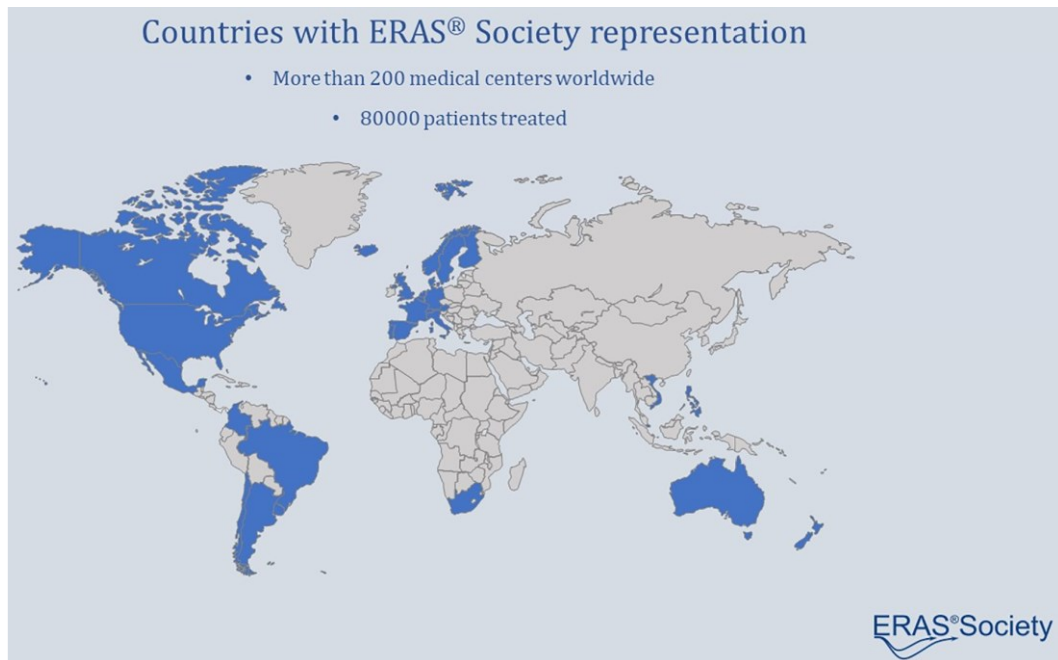 Countries with ERAS® Society representation
• More than 200 medical centers worldwide
• 80000 patients treated
ERAS®Society